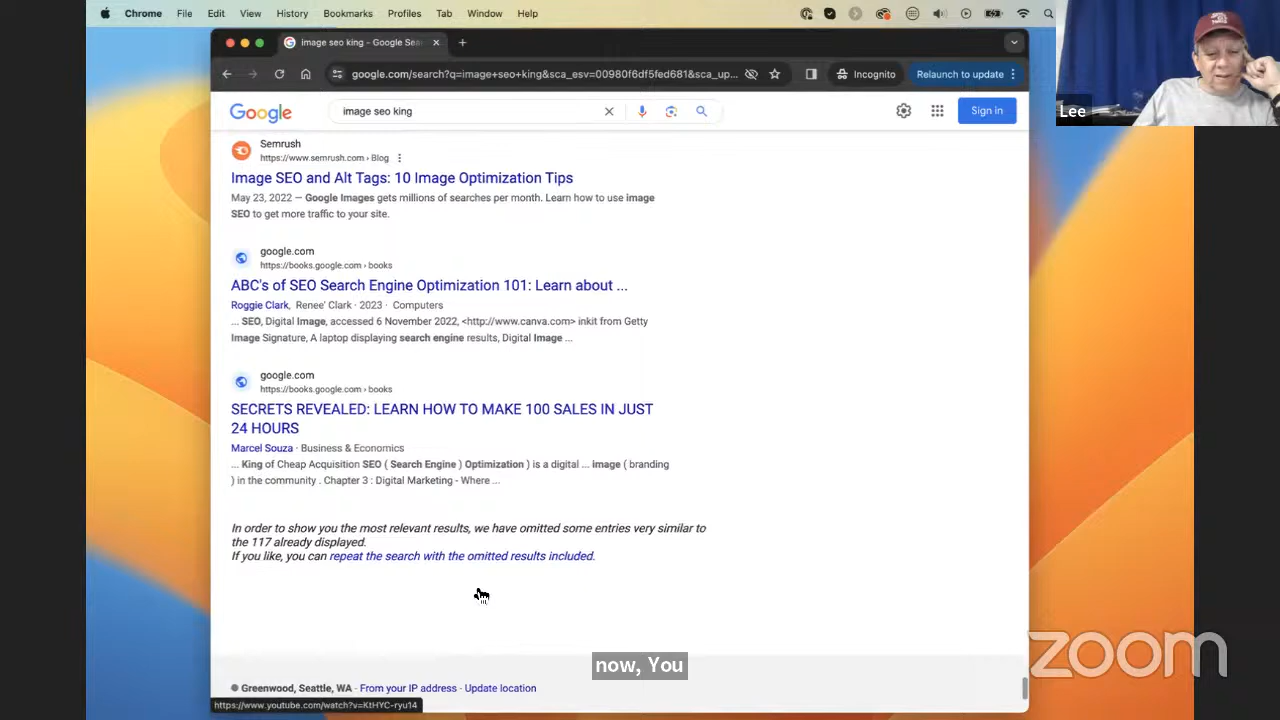 Chrome File Edit View History Bookmarks Profiles Tab Window Help
image seo king - Google Sea
google.com/search?q=image+seo+king&sca_esv=00980f6df5fed681&sca_up... Incognito Relaunch to update
Google image seo king Sign in
Lee
Semrush
https://www.semrush.com › Blog
Image SEO and Alt Tags: 10 Image Optimization Tips
May 23, 2022 — Google Images gets millions of searches per month. Learn how to use image
SEO to get more traffic to your site.
google.com
https://books.google.com › books
ABC's of SEO Search Engine Optimization 101: Learn about ...
Roggie Clark, Renee' Clark · 2023 · Computers
... SEO, Digital Image, accessed 6 November 2022, <http://www.canva.com> inkit from Getty
Image Signature, A laptop displaying search engine results, Digital Image ...
google.com
https://books.google.com › books
SECRETS REVEALED: LEARN HOW TO MAKE 100 SALES IN JUST
24 HOURS
Marcel Souza · Business & Economics
... King of Cheap Acquisition SEO ( Search Engine ) Optimization ) is a digital ... image ( branding
) in the community . Chapter 3 : Digital Marketing - Where ...
In order to show you the most relevant results, we have omitted some entries very similar to
the 117 already displayed.
If you like, you can repeat the search with the omitted results included.
now, You
zoom
Greenwood, Seattle, WA · From your IP address · Update location
https://www.youtube.com/watch?v=KtHYC-ryu14